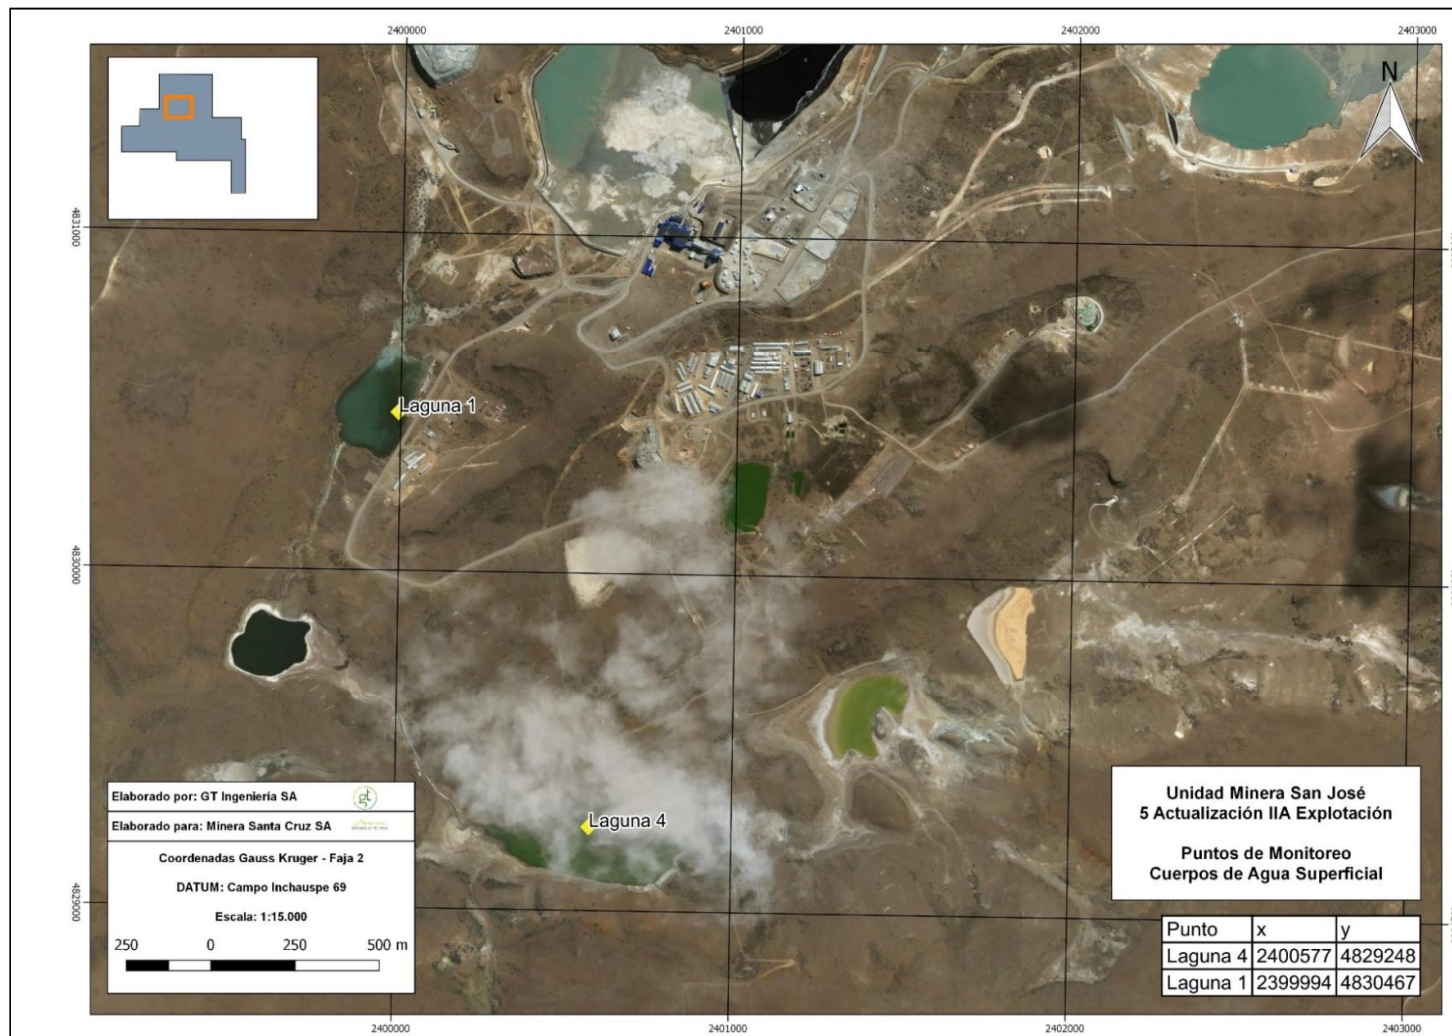 2400000
2401000
2402000
2403000
N
4831000
Laguna 1
4830000
Laguna 4
4829000
Elaborado por: GT Ingeniería SA
gt
Elaborado para: Minera Santa Cruz SA
Coordenadas Gauss Kruger - Faja 2
DATUM: Campo Inchauspe 69
Escala: 1:15.000
250 0 250 500 m
Unidad Minera San José
5 Actualización IIA Explotación
Puntos de Monitoreo
Cuerpos de Agua Superficial
Punto x y
Laguna 4 2400577 4829248
Laguna 1 2399994 4830467
2400000
2401000
2402000
2403000